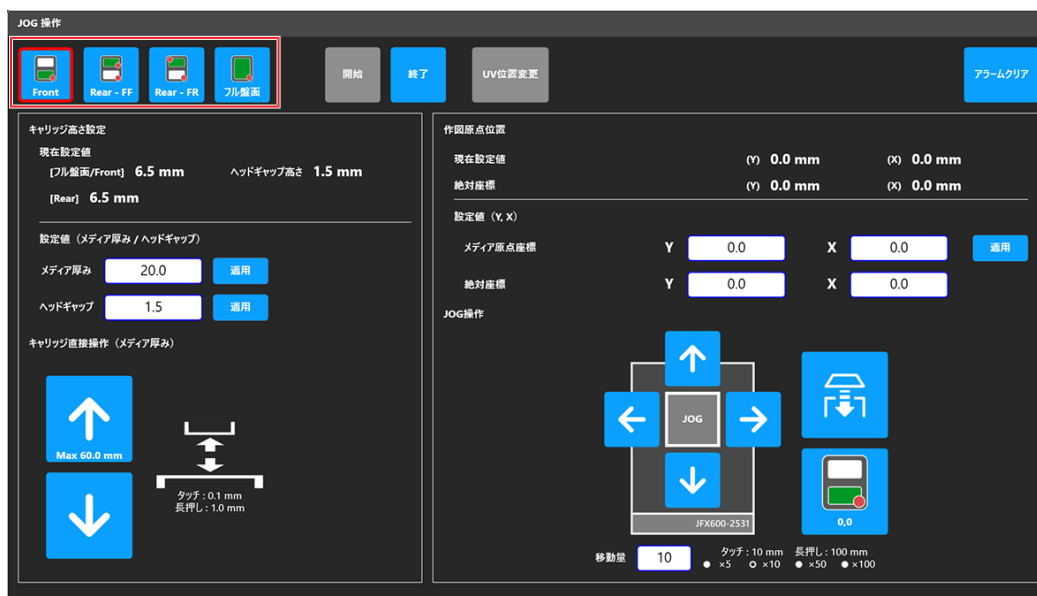 JOG 操作
Front
Rear - FF
Rear - FR
フル盤面
開始
終了
UV位置変更
アラームクリア
キャリッジ高さ設定
現在設定値
[フル盤面/Front] 6.5 mm ヘッドギャップ高さ 1.5 mm
[Rear] 6.5 mm
設定値（メディア厚み / ヘッドギャップ）
メディア厚み 20.0 適用
ヘッドギャップ 1.5 適用
キャリッジ直接操作（メディア厚み）
Max 60.0 mm
タッチ : 0.1 mm
長押し : 1.0 mm
作図原点位置
現在設定値 (Y) 0.0 mm (X) 0.0 mm
絶対座標 (Y) 0.0 mm (X) 0.0 mm
設定値（Y, X）
メディア原点座標 Y 0.0 X 0.0 適用
絶対座標 Y 0.0 X 0.0
JOG操作
JOG
JFX600-2531
0,0
移動量 10 タッチ : 10 mm 長押し : 100 mm
×5 ×10 ×50 ×100